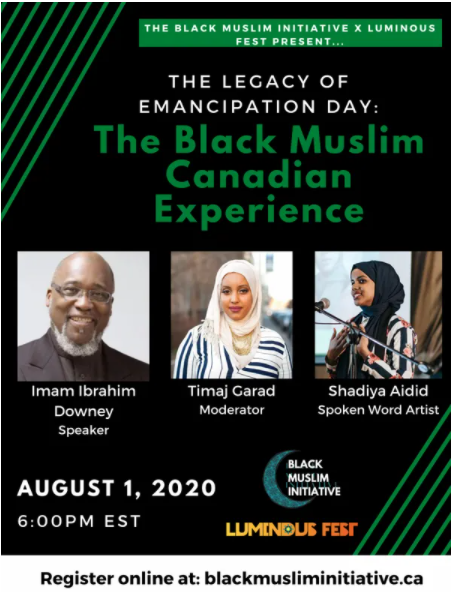 THE BLACK MUSLIM INITIATIVE X LUMINOUS
FEST PRESENT...
THE LEGACY OF
EMANCIPATION DAY:
The Black Muslim
Canadian
Experience
Imam Ibrahim
Downey
Speaker
Timaj Garad
Moderator
Shadiya Aidid
Spoken Word Artist
AUGUST 1, 2020
6:00PM EST
BLACK
MUSLIM
INITIATIVE
LUMINOUS FEST
Register online at: blackmusliminitiative.ca